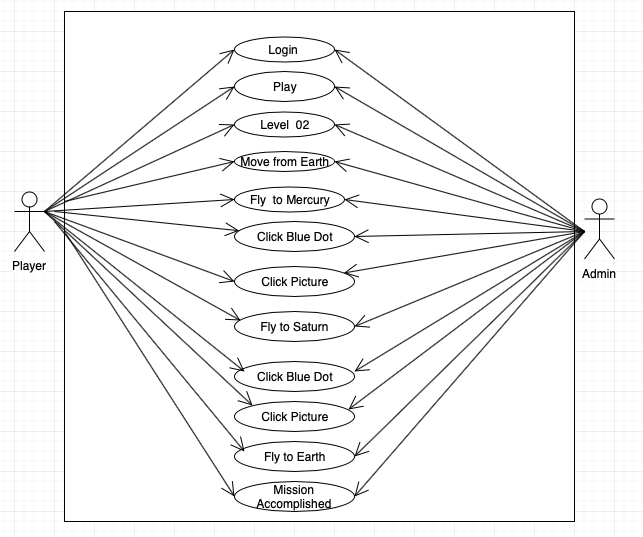 Login
Play
Level 02
Move from Earth
Fly to Mercury
Click Blue Dot
Player
Admin
Click Picture
Fly to Saturn
Click Blue Dot
Click Picture
Fly to Earth
Mission
Accomplished